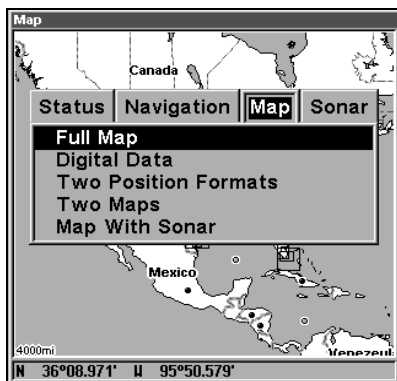 Map
Canada
Status Navigation Map Sonar
Full Map
Digital Data
Two Position Formats
Two Maps
Map With Sonar
Mexico
4000mi
Venezuel
N 36°08.971' W 95°50.579'